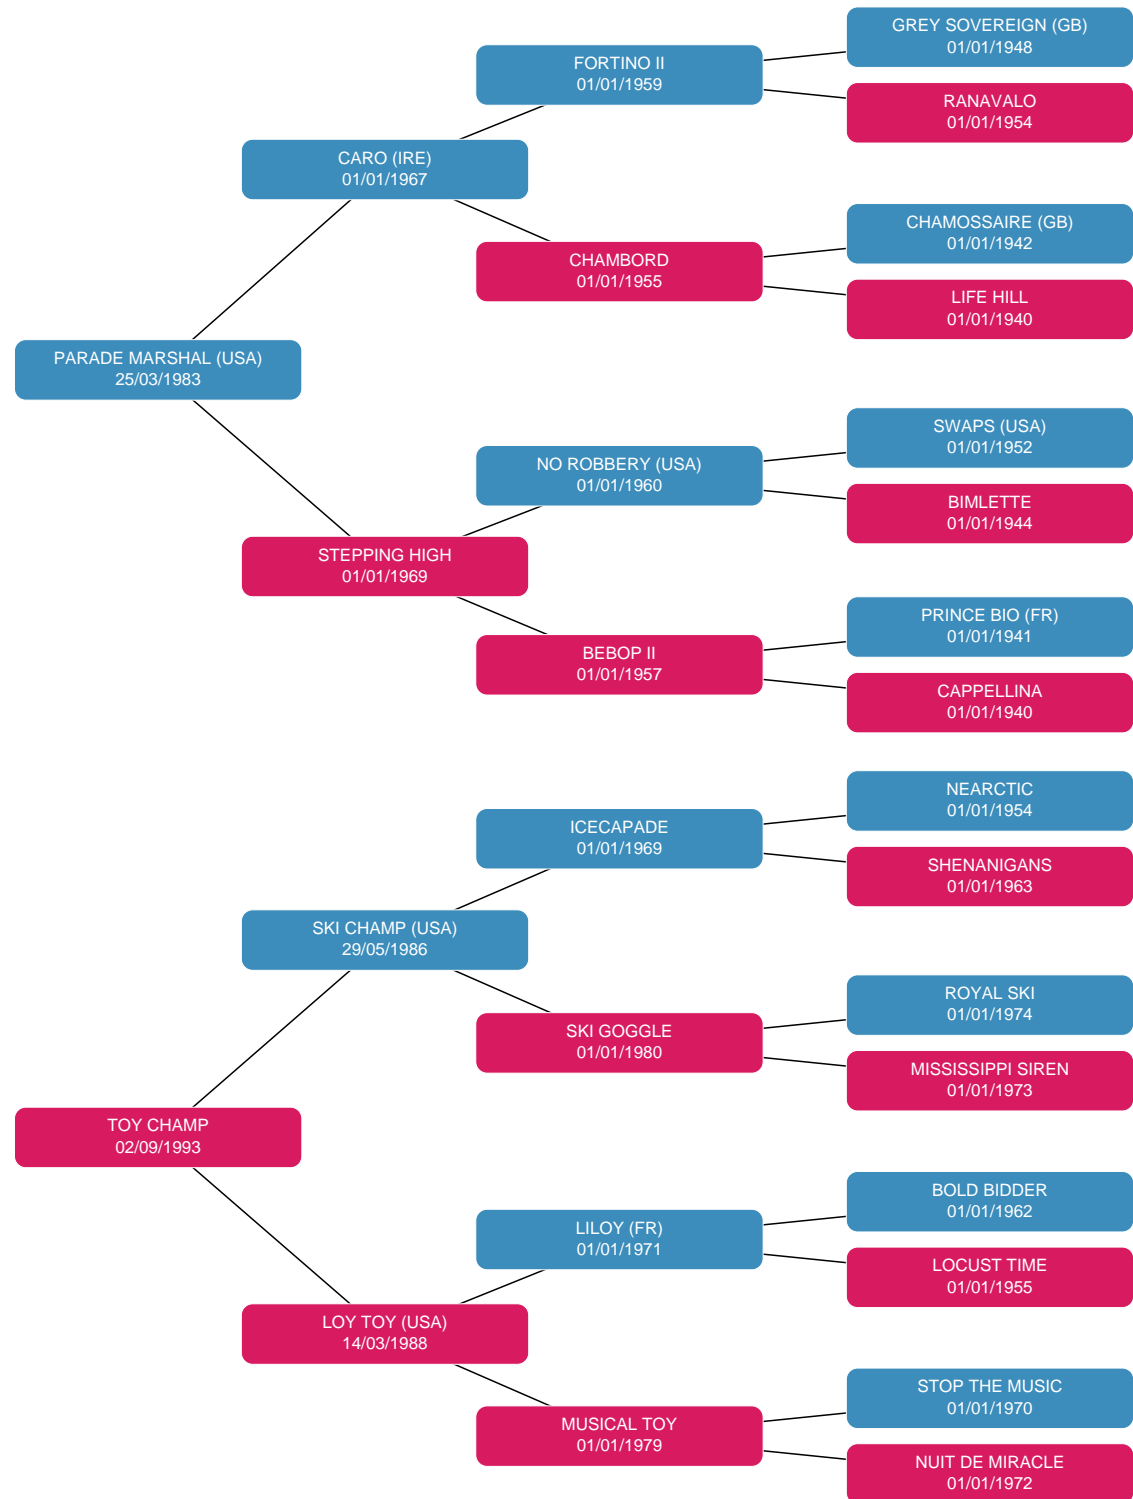 GREY SOVEREIGN (GB)
01/01/1948
FORTINO II
01/01/1959
RANAVALO
01/01/1954
CARO (IRE)
01/01/1967
CHAMOSSAIRE (GB)
01/01/1942
CHAMBORD
01/01/1955
LIFE HILL
01/01/1940
PARADE MARSHAL (USA)
25/03/1983
SWAPS (USA)
01/01/1952
NO ROBBERY (USA)
01/01/1960
BIMLETTE
01/01/1944
STEPPING HIGH
01/01/1969
PRINCE BIO (FR)
01/01/1941
BEBOP II
01/01/1957
CAPPELLINA
01/01/1940
NEARCTIC
01/01/1954
ICECAPADE
01/01/1969
SHENANIGANS
01/01/1963
SKI CHAMP (USA)
29/05/1986
ROYAL SKI
01/01/1974
SKI GOGGLE
01/01/1980
MISSISSIPPI SIREN
01/01/1973
TOY CHAMP
02/09/1993
BOLD BIDDER
01/01/1962
LILOY (FR)
01/01/1971
LOCUST TIME
01/01/1955
LOY TOY (USA)
14/03/1988
STOP THE MUSIC
01/01/1970
MUSICAL TOY
01/01/1979
NUIT DE MIRACLE
01/01/1972